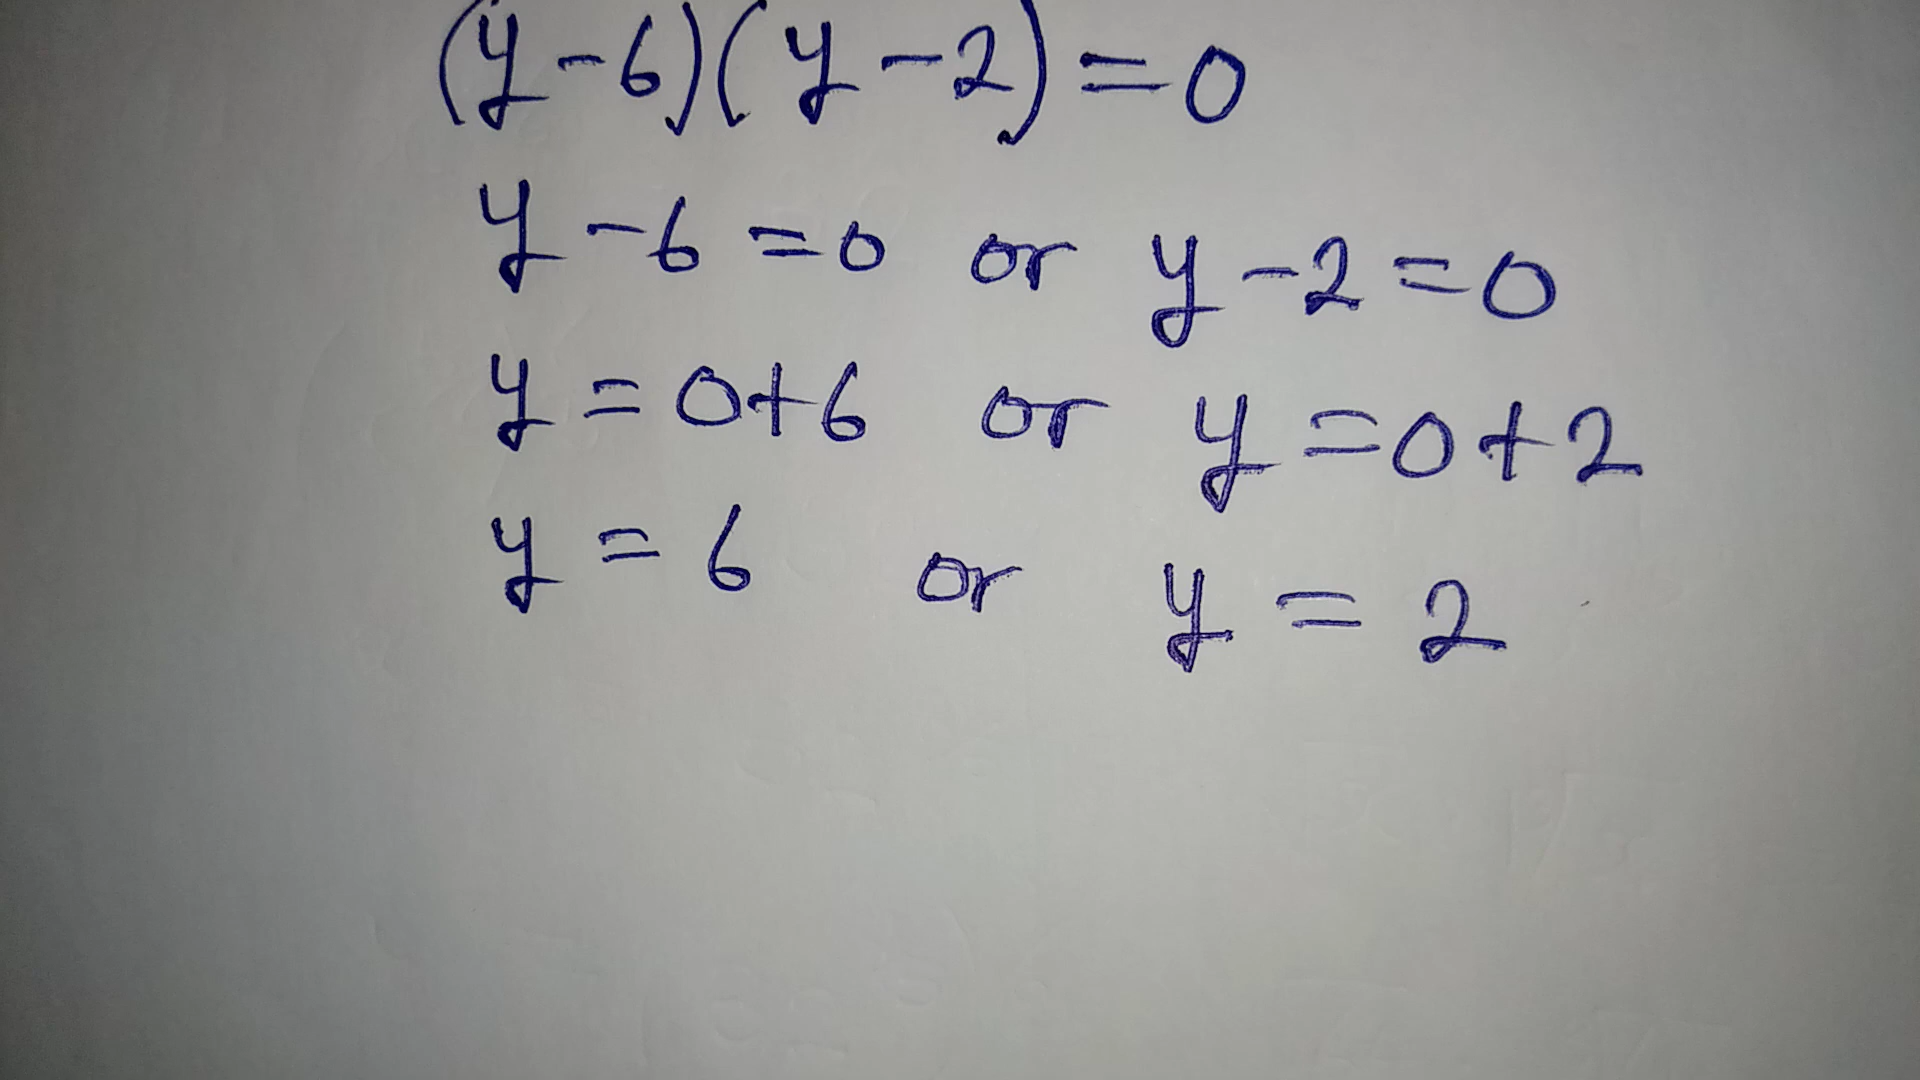 (y-6)(y-2)=0
y-6=0 or y-2=0
y=0+6 or y=0+2
y=6 or y=2